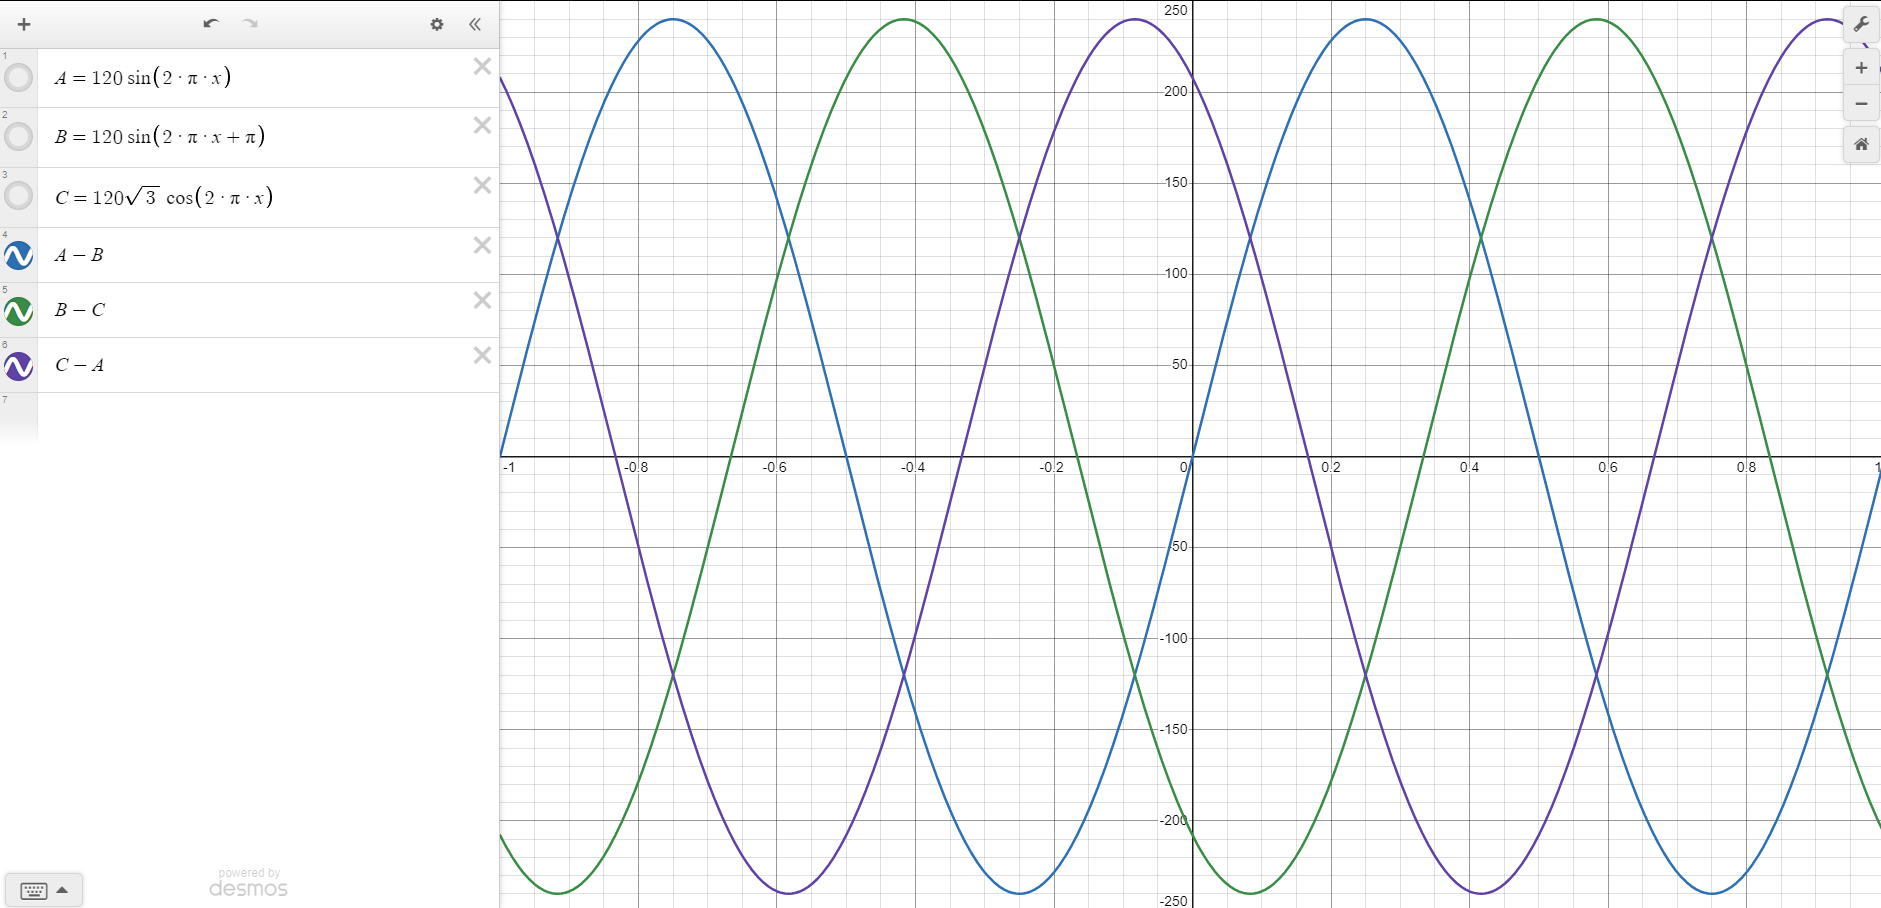 1
A = 120 sin(2 · π · x)
2
B = 120 sin(2 · π · x + π)
3
C = 120√3 cos(2 · π · x)
4
A − B
5
B − C
6
C − A
7
powered by
desmos
250
200
150
100
50
-1 -0.8 -0.6 -0.4 -0.2 0 0.2 0.4 0.6 0.8 1
-50
-100
-150
-200
-250